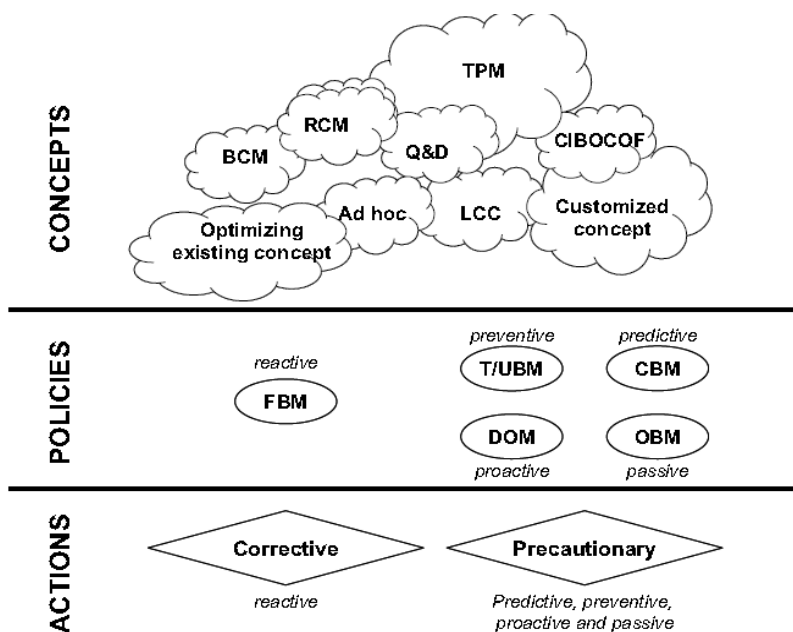 CONCEPTS
TPM
RCM
BCM
Q&D
CIBOCOF
Optimizing
existing concept
Ad hoc
LCC
Customized
concept
POLICIES
reactive
FBM
preventive
T/UBM
predictive
CBM
DOM
proactive
OBM
passive
ACTIONS
Corrective
reactive
Precautionary
Predictive, preventive,
proactive and passive